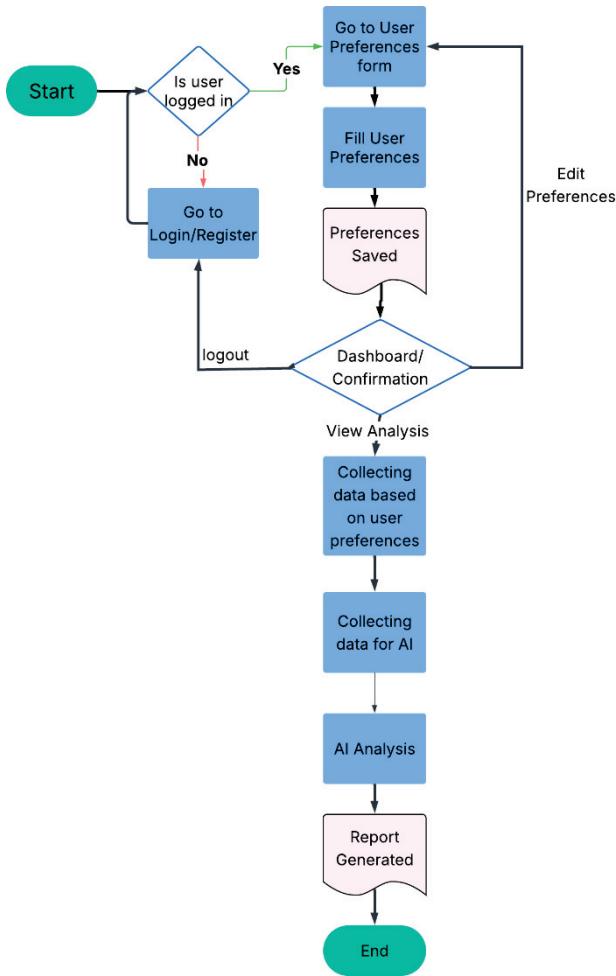 Start
Is user
logged in
Yes
Go to User
Preferences
form
No
Go to
Login/Register
Fill User
Preferences
Edit
Preferences
Preferences
Saved
logout
Dashboard/
Confirmation
View Analysis
Collecting
data based
on user
preferences
Collecting
data for AI
AI Analysis
Report
Generated
End